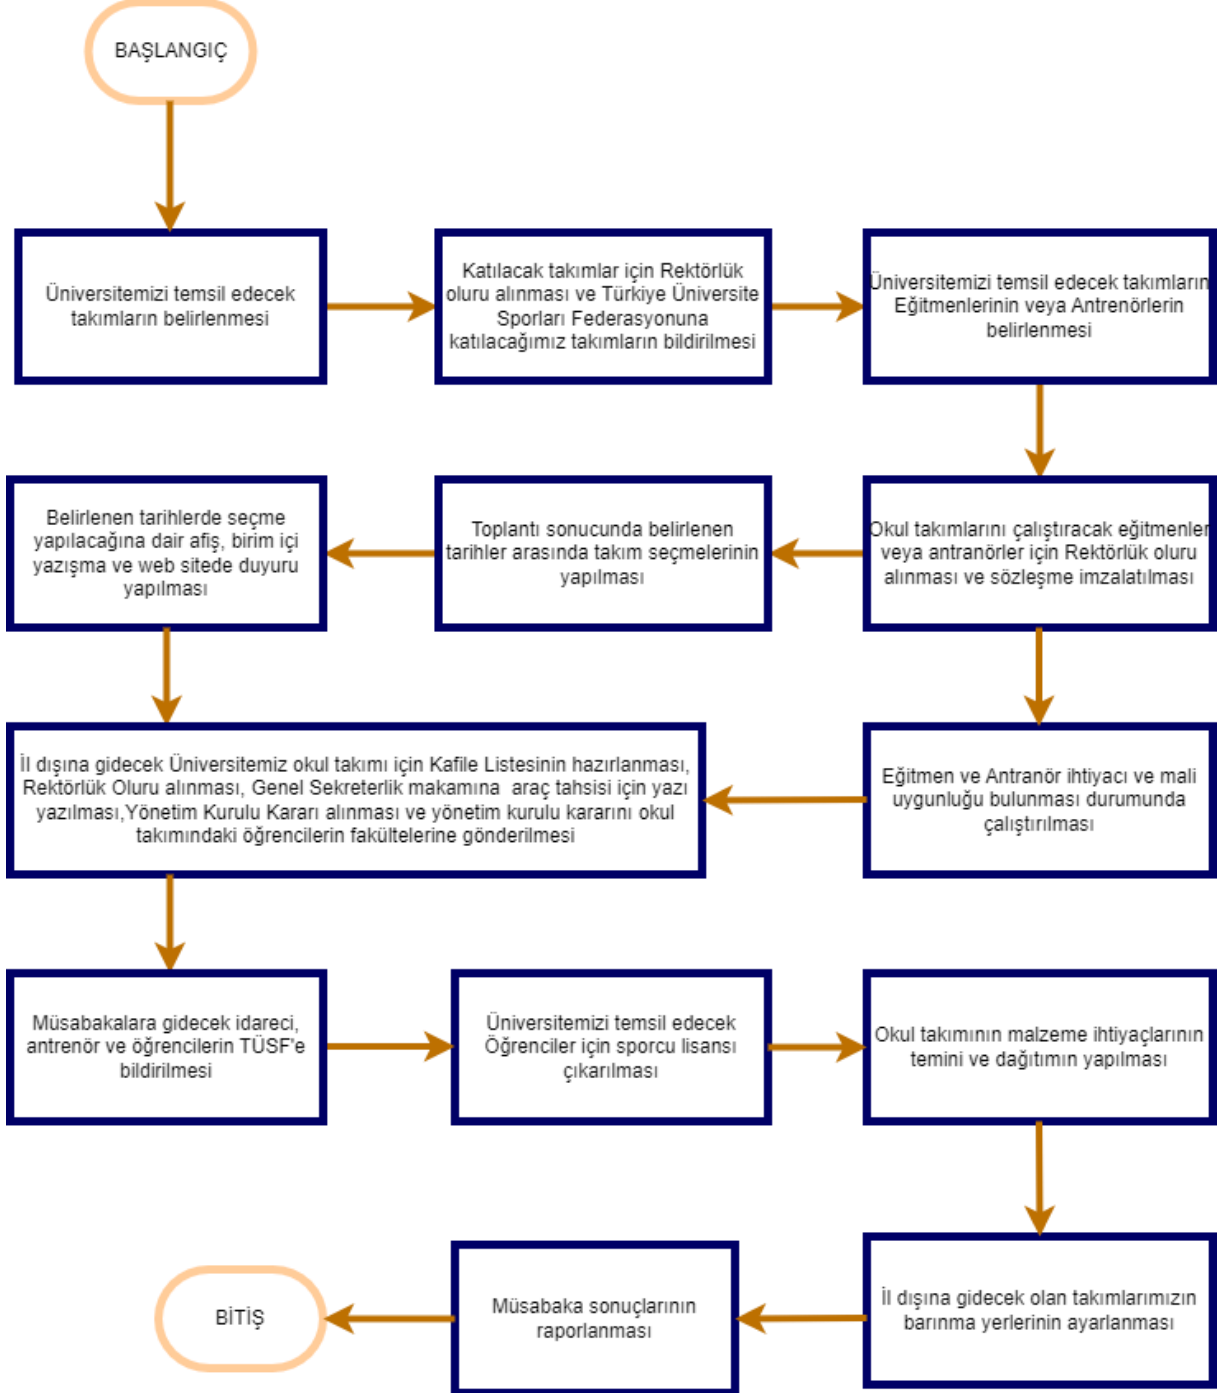 BAŞLANGIÇ
Üniversitemizi temsil edecek
takımların belirlenmesi
Katılacak takımlar için Rektörlük
oluru alınması ve Türkiye Üniversite
Sporları Federasyonuna
katılacağımız takımların bildirilmesi
Üniversitemizi temsil edecek takımların
Eğitmenlerinin veya Antrenörlerin
belirlenmesi
Belirlenen tarihlerde seçme
yapılacağına dair afiş, birim içi
yazışma ve web sitede duyuru
yapılması
Toplantı sonucunda belirlenen
tarihler arasında takım seçmelerinin
yapılması
Okul takımlarını çalıştıracak eğitmenler
veya antranörler için Rektörlük oluru
alınması ve sözleşme imzalatılması
İl dışına gidecek Üniversitemiz okul takımı için Kafile Listesinin hazırlanması,
Rektörlük Oluru alınması, Genel Sekreterlik makamına araç tahsisi için yazı
yazılması,Yönetim Kurulu Kararı alınması ve yönetim kurulu kararını okul
takımındaki öğrencilerin fakültelerine gönderilmesi
Eğitmen ve Antranör ihtiyacı ve mali
uygunluğu bulunması durumunda
çalıştırılması
Müsabakalara gidecek idareci,
antrenör ve öğrencilerin TÜSF'e
bildirilmesi
Üniversitemizi temsil edecek
Öğrenciler için sporcu lisansı
çıkarılması
Okul takımının malzeme ihtiyaçlarının
temini ve dağıtımın yapılması
BİTİŞ
Müsabaka sonuçlarının
raporlanması
İl dışına gidecek olan takımlarımızın
barınma yerlerinin ayarlanması